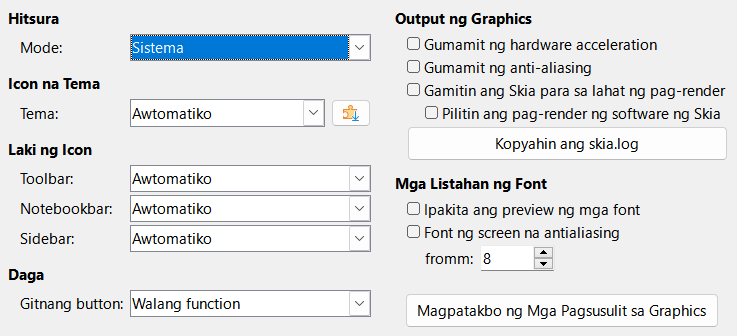 Hitsura
Mode: Sistema
Icon na Tema
Tema: Awtomatiko
Laki ng Icon
Toolbar: Awtomatiko
Notebookbar: Awtomatiko
Sidebar: Awtomatiko
Daga
Gitnang button: Walang function
Output ng Graphics
Gumamit ng hardware acceleration
Gumamit ng anti-aliasing
Gamitin ang Skia para sa lahat ng pag-render
Pilitin ang pag-render ng software ng Skia
Kopyahin ang skia.log
Mga Listahan ng Font
Ipakita ang preview ng mga font
Font ng screen na antialiasing
fromm: 8
Magpatakbo ng Mga Pagsusulit sa Graphics